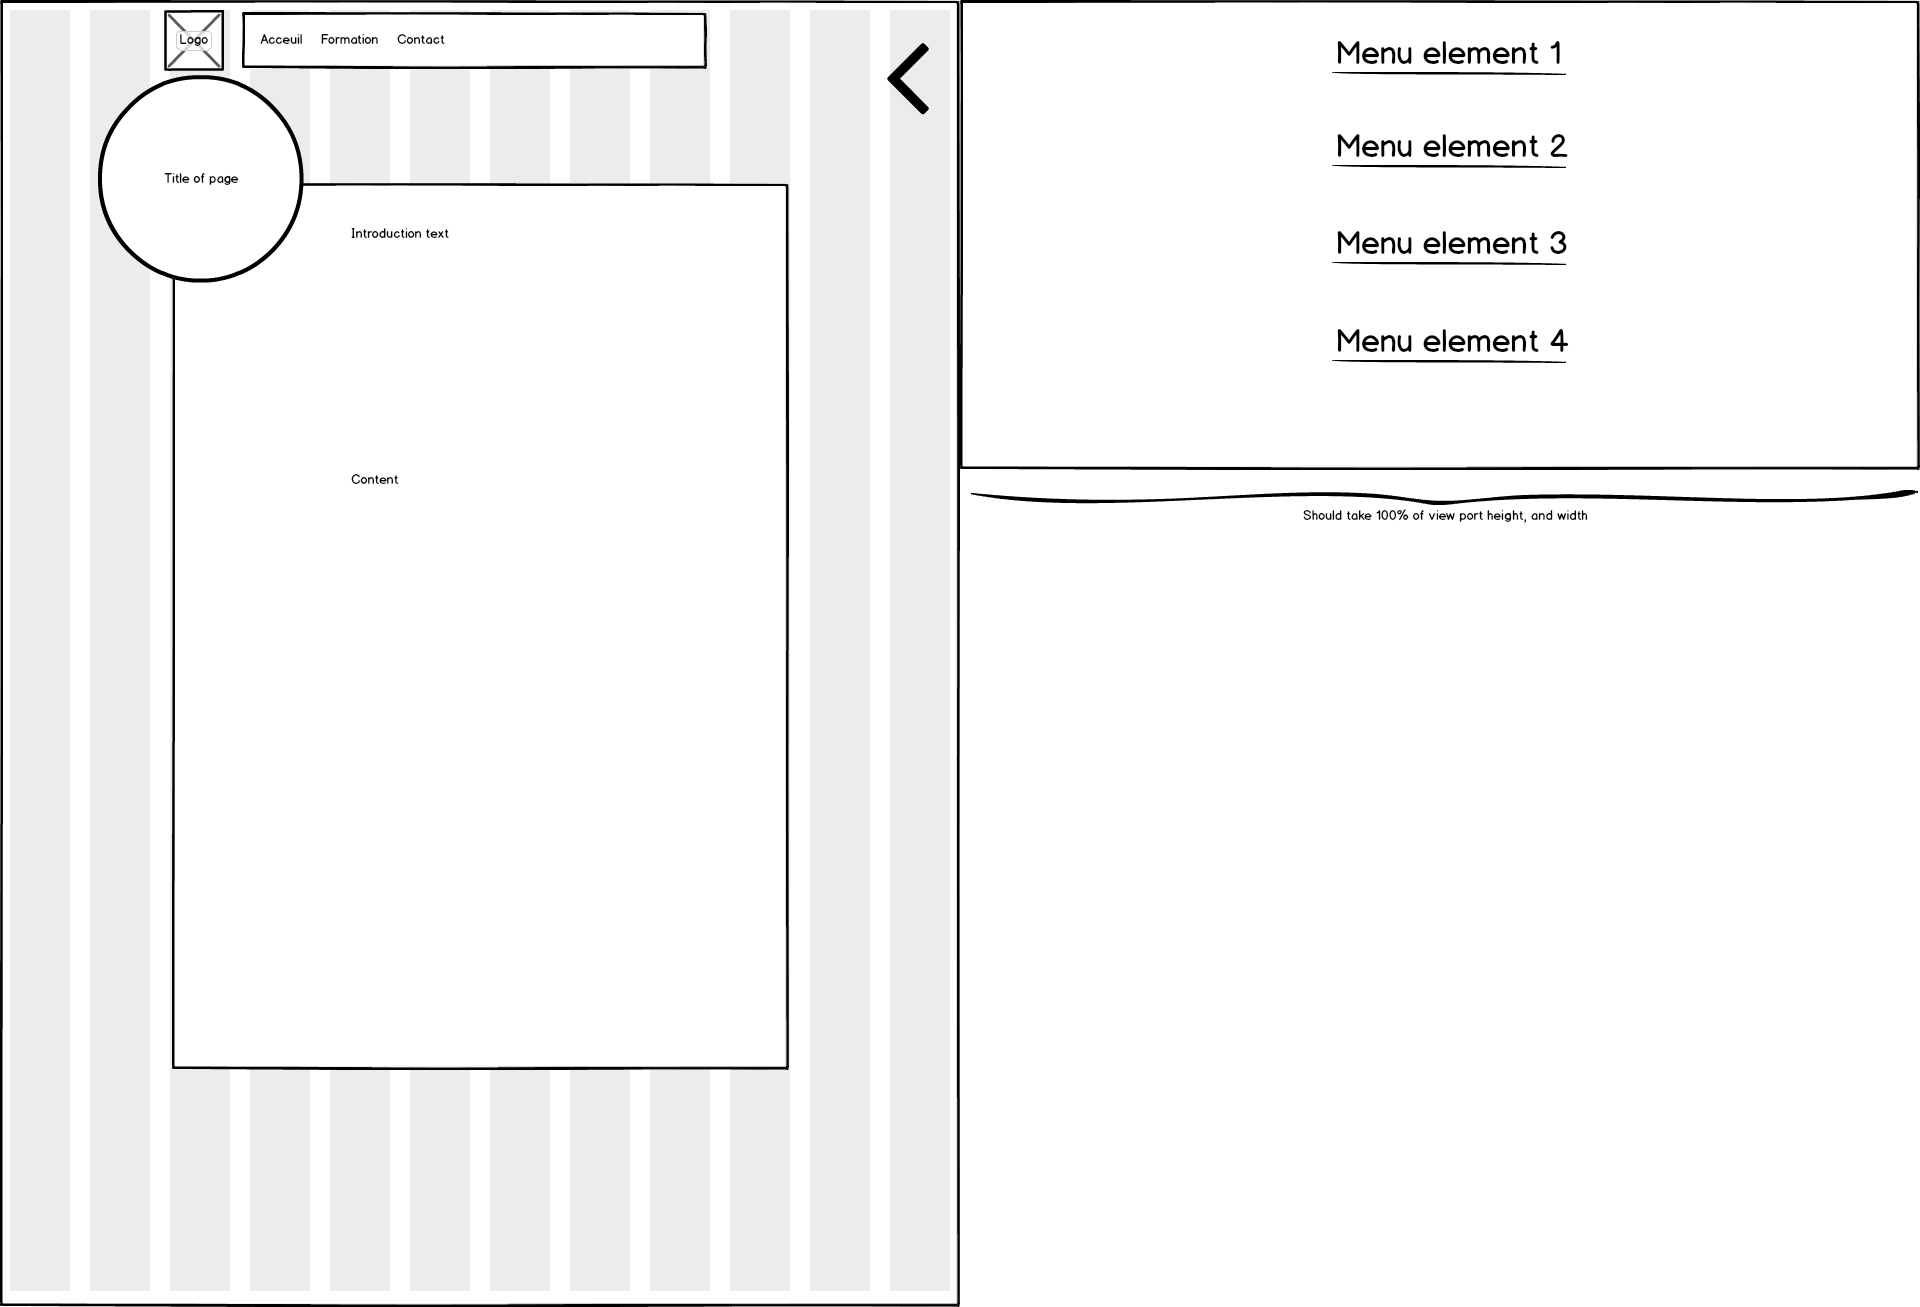 Logo
Acceuil Formation Contact
Title of page
Introduction text
Content
Menu element 1
Menu element 2
Menu element 3
Menu element 4
Should take 100% of view port height, and width